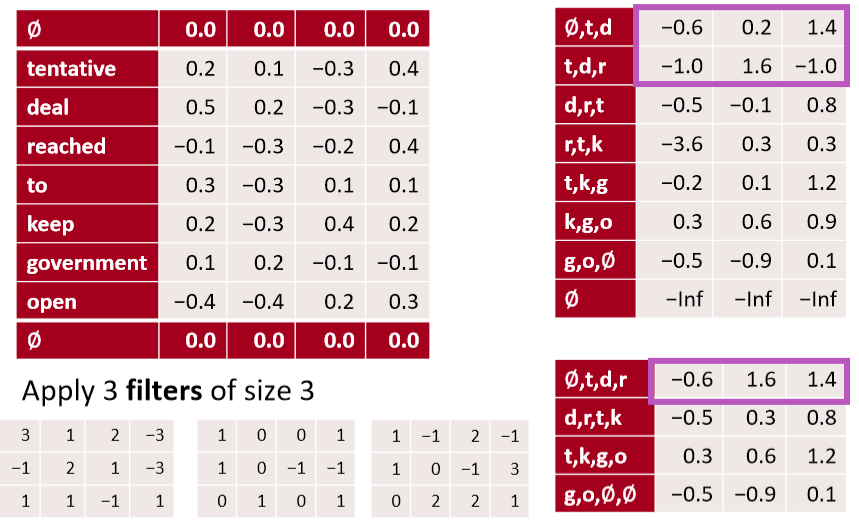 Ø 0.0 0.0 0.0 0.0
tentative 0.2 0.1 −0.3 0.4
deal 0.5 0.2 −0.3 −0.1
reached −0.1 −0.3 −0.2 0.4
to 0.3 −0.3 0.1 0.1
keep 0.2 −0.3 0.4 0.2
government 0.1 0.2 −0.1 −0.1
open −0.4 −0.4 0.2 0.3
Ø 0.0 0.0 0.0 0.0
Apply 3 filters of size 3
3 1 2 −3
−1 2 1 −3
1 1 −1 1
1 0 0 1
1 0 −1 −1
0 1 0 1
1 −1 2 −1
1 0 −1 3
0 2 2 1
Ø,t,d −0.6 0.2 1.4
t,d,r −1.0 1.6 −1.0
d,r,t −0.5 −0.1 0.8
r,t,k −3.6 0.3 0.3
t,k,g −0.2 0.1 1.2
k,g,o 0.3 0.6 0.9
g,o,Ø −0.5 −0.9 0.1
Ø −Inf −Inf −Inf
Ø,t,d,r −0.6 1.6 1.4
d,r,t,k −0.5 0.3 0.8
t,k,g,o 0.3 0.6 1.2
g,o,Ø,Ø −0.5 −0.9 0.1